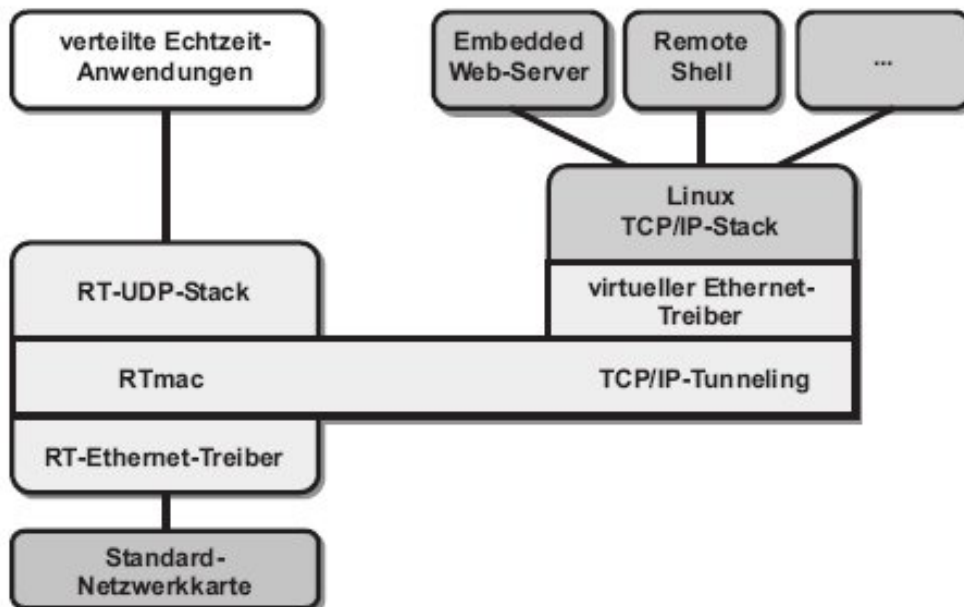 verteilte Echtzeit-
Anwendungen
Embedded
Web-Server
Remote
Shell
...
Linux
TCP/IP-Stack
RT-UDP-Stack
virtueller Ethernet-
Treiber
RTmac
TCP/IP-Tunneling
RT-Ethernet-Treiber
Standard-
Netzwerkkarte